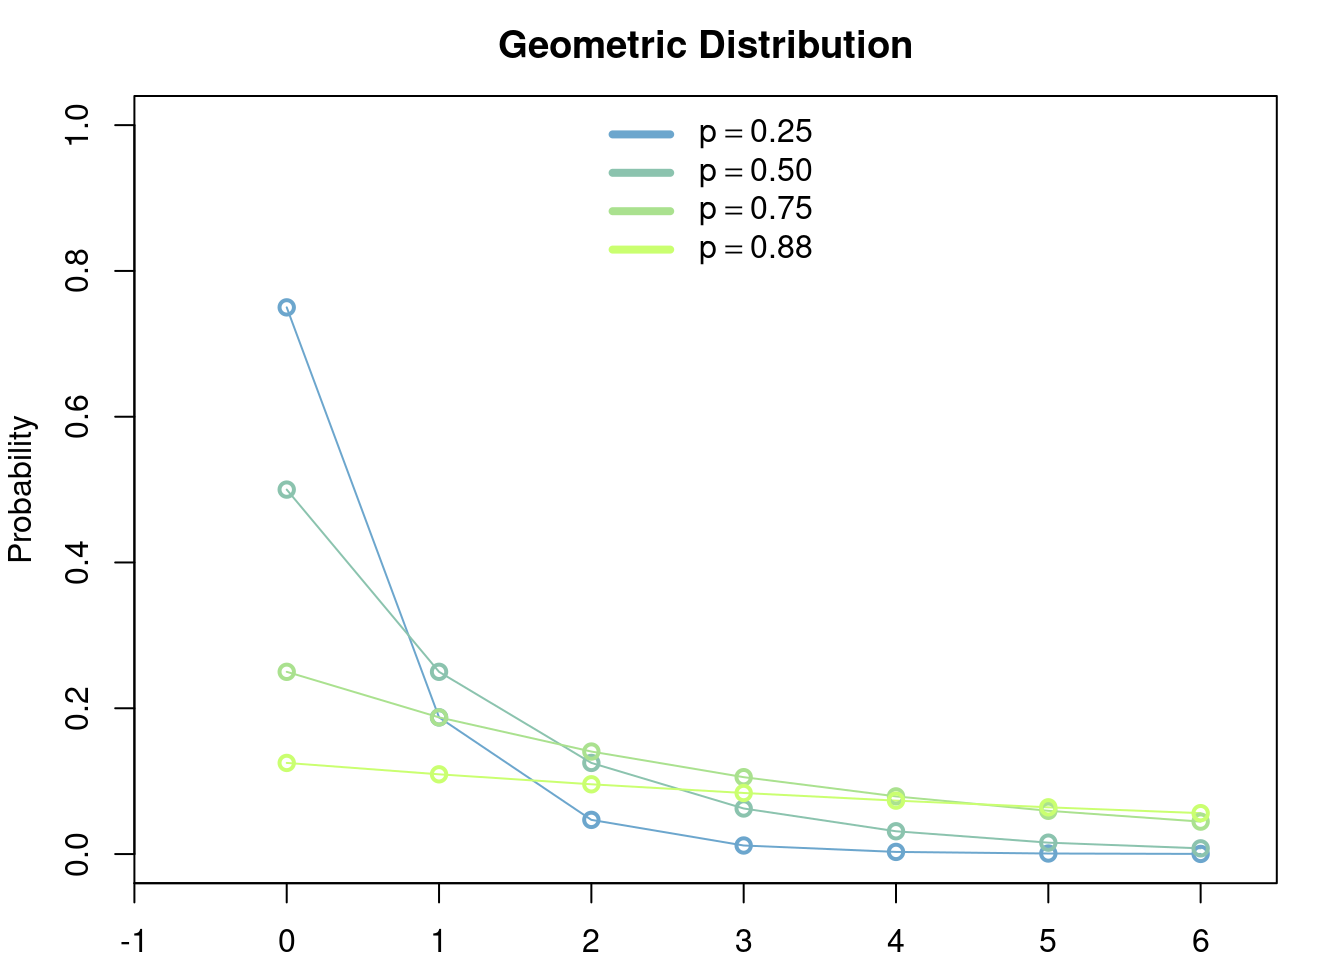 Geometric Distribution
p = 0.25
p = 0.50
p = 0.75
p = 0.88
Probability
1.0
0.8
0.6
0.4
0.2
0.0
-1 0 1 2 3 4 5 6